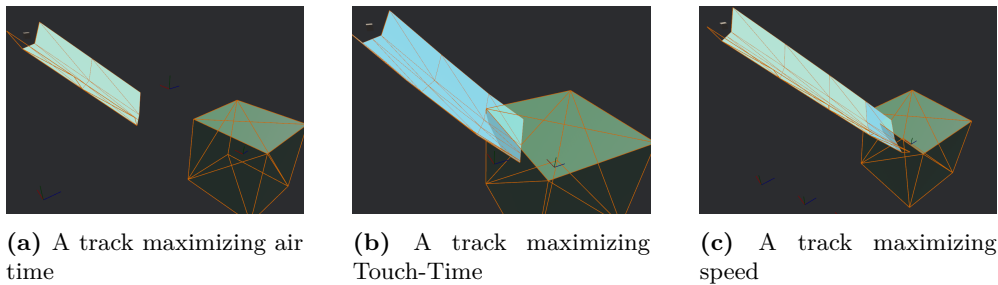 (a) A track maximizing air
time
(b) A track maximizing
Touch-Time
(c) A track maximizing
speed